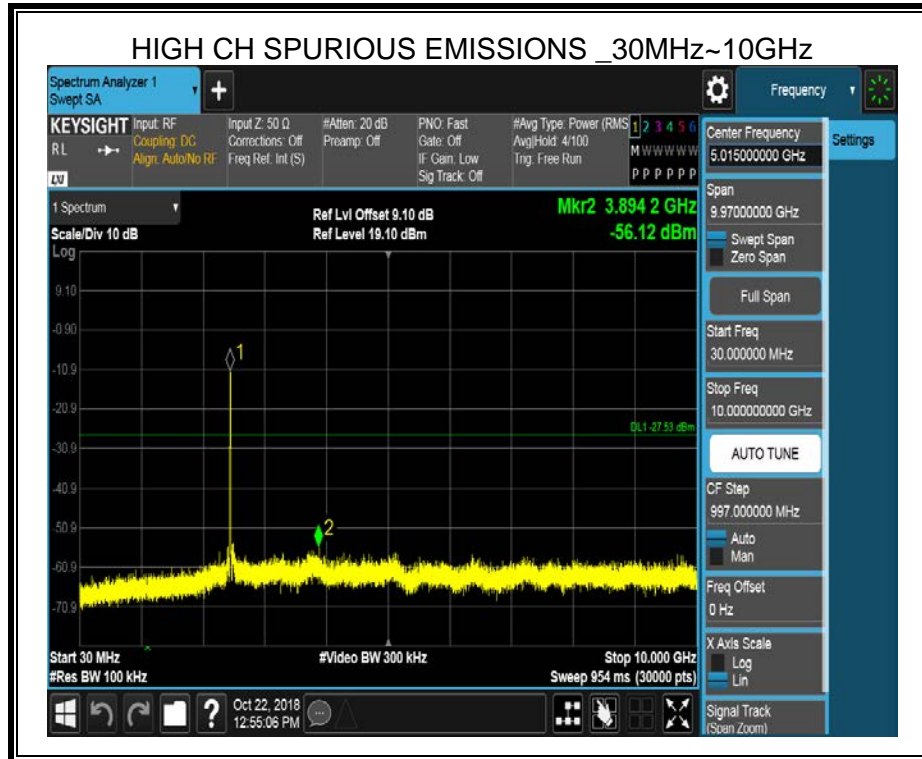 HIGH CH SPURIOUS EMISSIONS _30MHz~10GHz
Spectrum Analyzer 1
Swept SA
+
Frequency
KEYSIGHT
RL
LXI
Input: RF
Coupling: DC
Align: Auto/No RF
Input Z: 50 Ω
Corrections: Off
Freq Ref: Int (S)
#Atten: 20 dB
Preamp: Off
PNO: Fast
Gate: Off
IF Gain: Low
Sig Track: Off
#Avg Type: Power (RMS
Avg|Hold: 4/100
Trig: Free Run
1 2 3 4 5 6
M W W W W W
P P P P P P
1 Spectrum
Scale/Div 10 dB
Log
Ref Lvl Offset 9.10 dB
Ref Level 19.10 dBm
Mkr2 3.894 2 GHz
-56.12 dBm
9.10
-0.90
-10.9
-20.9
-30.9
-40.9
-50.9
-60.9
-70.9
1
DL1 -27.53 dBm
2
Start 30 MHz
#Res BW 100 kHz
#Video BW 300 kHz
Stop 10.000 GHz
Sweep 954 ms (30000 pts)
Center Frequency
5.015000000 GHz
Settings
Span
9.97000000 GHz
Swept Span
Zero Span
Full Span
Start Freq
30.000000 MHz
Stop Freq
10.000000000 GHz
AUTO TUNE
CF Step
997.000000 MHz
Auto
Man
Freq Offset
0 Hz
X Axis Scale
Log
Lin
Signal Track
(Span Zoom)
?
Oct 22, 2018
12:55:06 PM